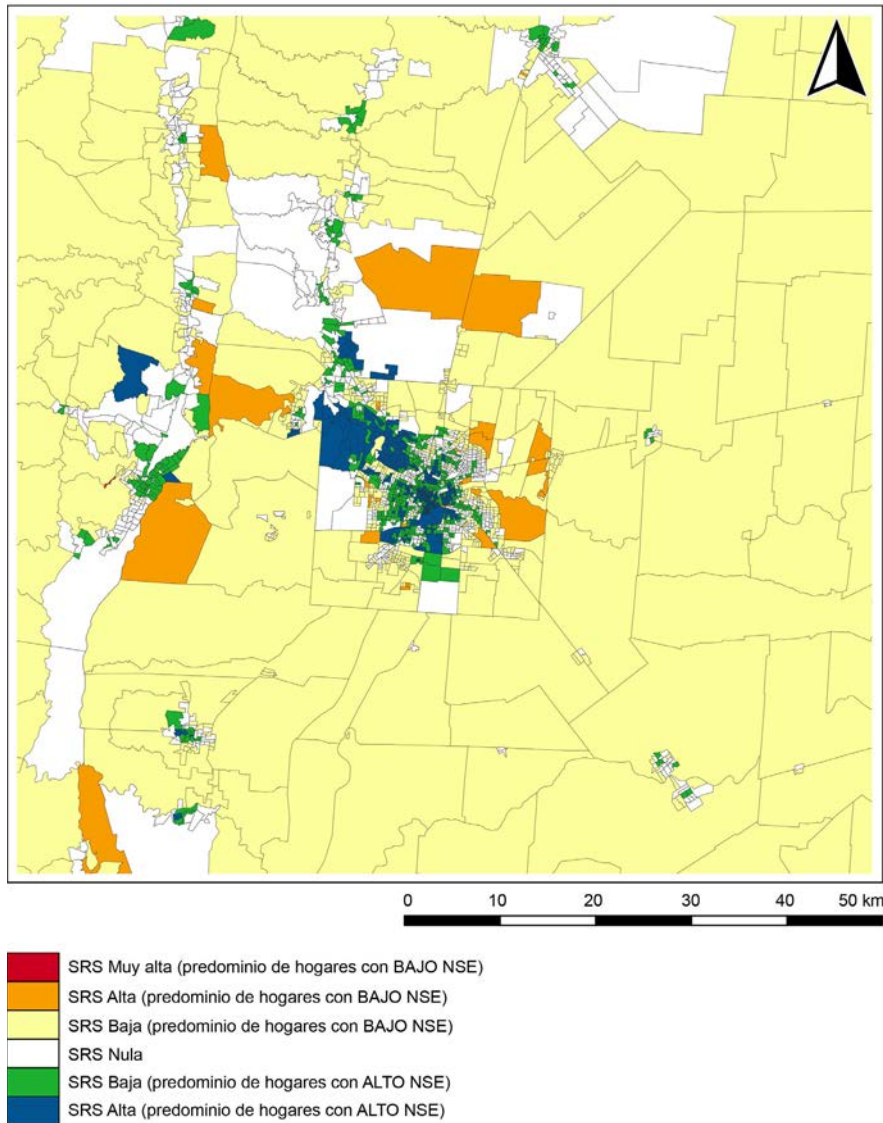 0 10 20 30 40 50 km
SRS Muy alta (predominio de hogares con BAJO NSE)
SRS Alta (predominio de hogares con BAJO NSE)
SRS Baja (predominio de hogares con BAJO NSE)
SRS Nula
SRS Baja (predominio de hogares con ALTO NSE)
SRS Alta (predominio de hogares con ALTO NSE)